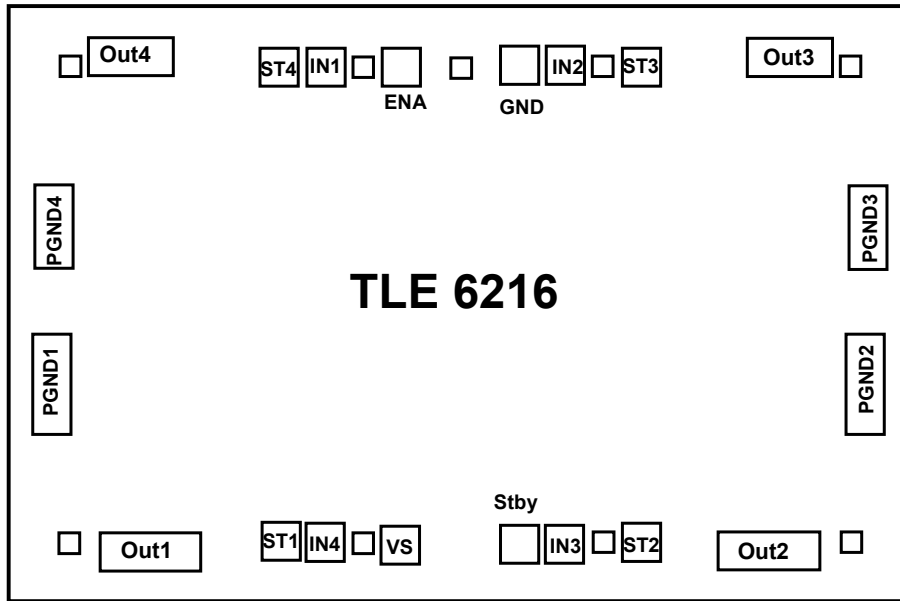 Out4
ST4 IN1
ENA
GND
IN2 ST3
Out3
PGND4
PGND3
TLE 6216
PGND1
PGND2
Out1
ST1 IN4 VS
Stby
IN3 ST2
Out2